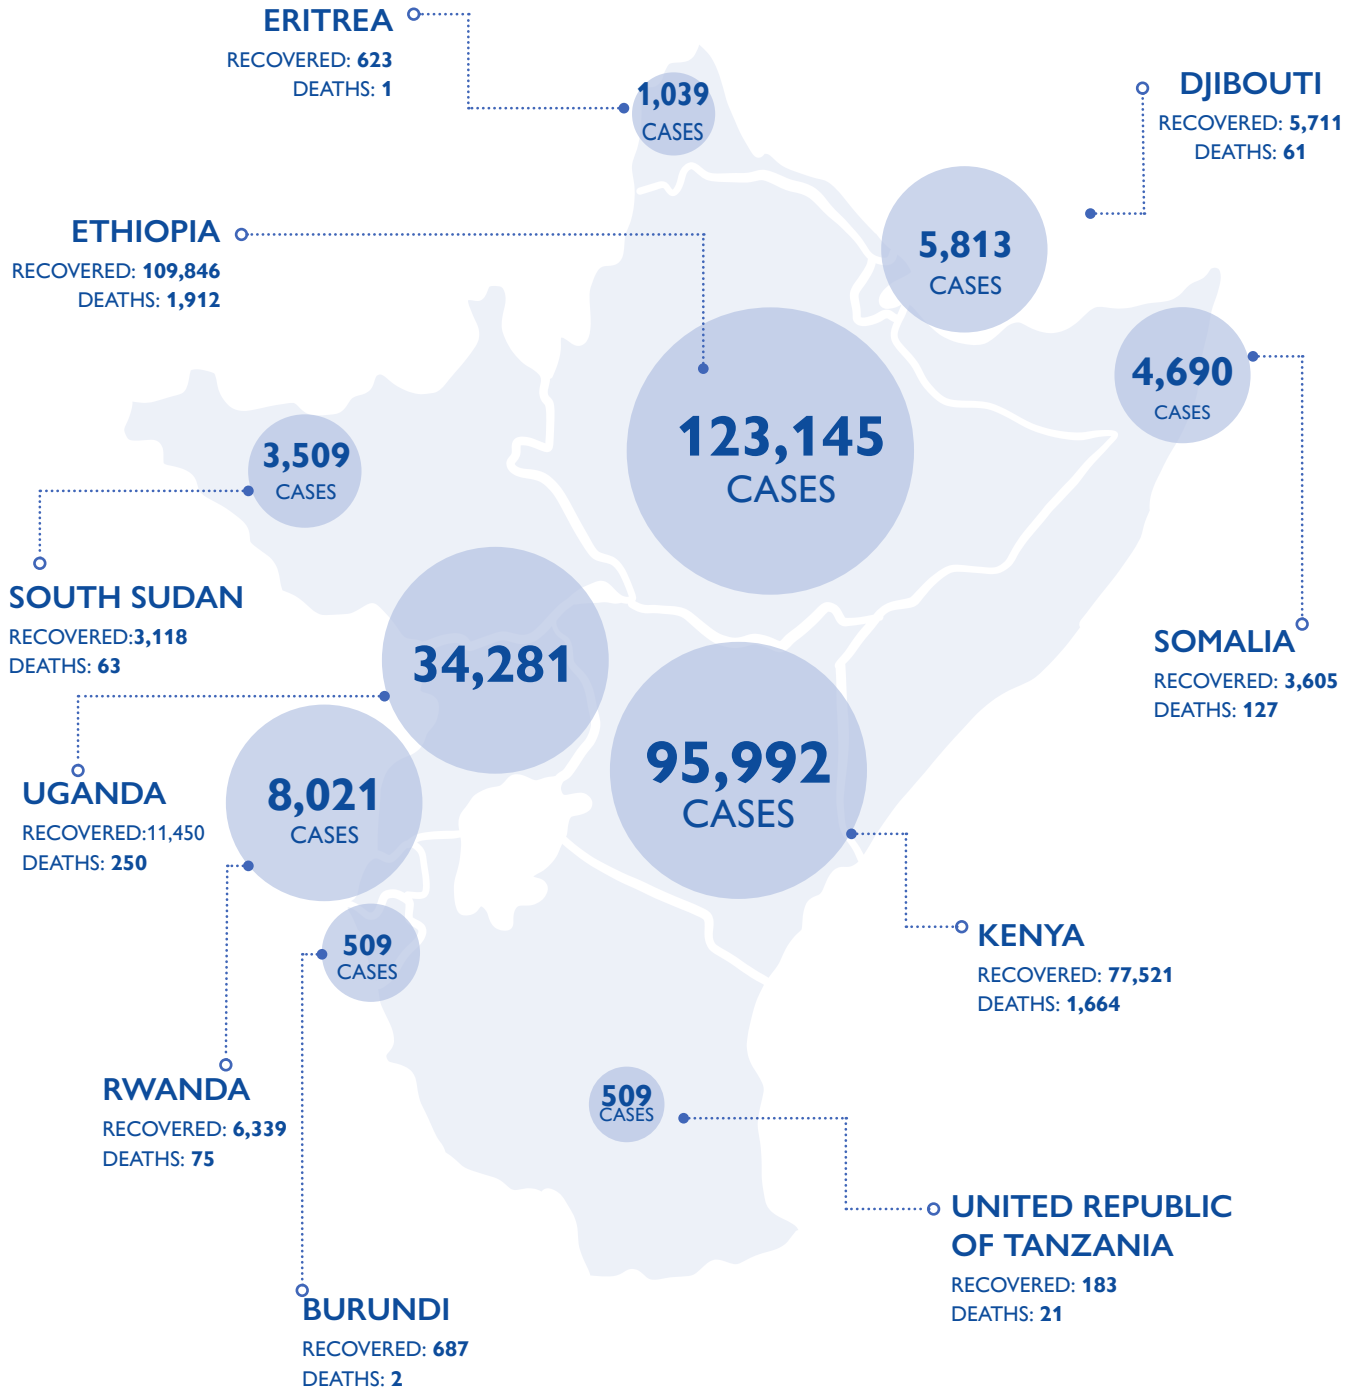 ERITREA
RECOVERED: 623
DEATHS: 1
1,039
CASES
DJIBOUTI
RECOVERED: 5,711
DEATHS: 61
5,813
CASES
ETHIOPIA
RECOVERED: 109,846
DEATHS: 1,912
123,145
CASES
4,690
CASES
3,509
CASES
SOUTH SUDAN
RECOVERED:3,118
DEATHS: 63
SOMALIA
RECOVERED: 3,605
DEATHS: 127
34,281
UGANDA
RECOVERED:11,450
DEATHS: 250
95,992
CASES
8,021
CASES
KENYA
RECOVERED: 77,521
DEATHS: 1,664
509
CASES
RWANDA
RECOVERED: 6,339
DEATHS: 75
509
CASES
UNITED REPUBLIC
OF TANZANIA
RECOVERED: 183
DEATHS: 21
BURUNDI
RECOVERED: 687
DEATHS: 2